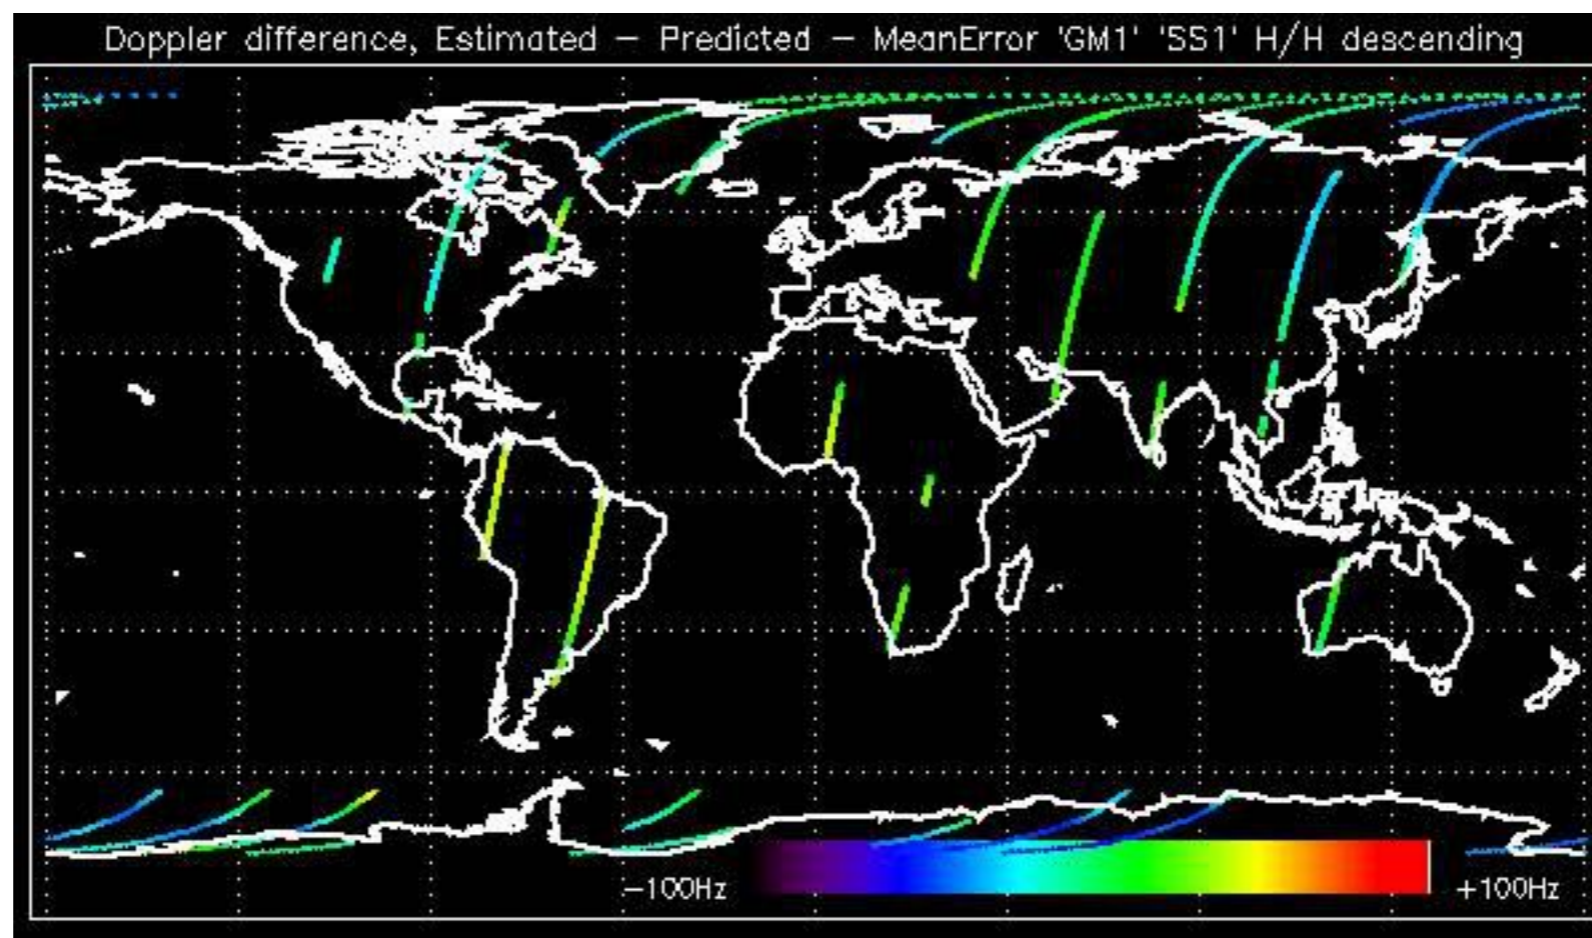 Doppler difference, Estimated — Predicted — MeanError 'GM1' 'SS1' H/H descending
−100Hz
+100Hz